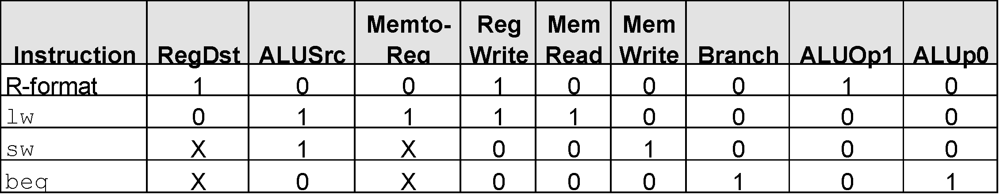 Memto- Reg Mem Mem
Instruction RegDst ALUSrc Reg Write Read Write Branch ALUOp1 ALUp0
R-format 1 0 0 1 0 0 0 1 0
lw 0 1 1 1 1 0 0 0 0
sw X 1 X 0 0 1 0 0 0
beq X 0 X 0 0 0 1 0 1